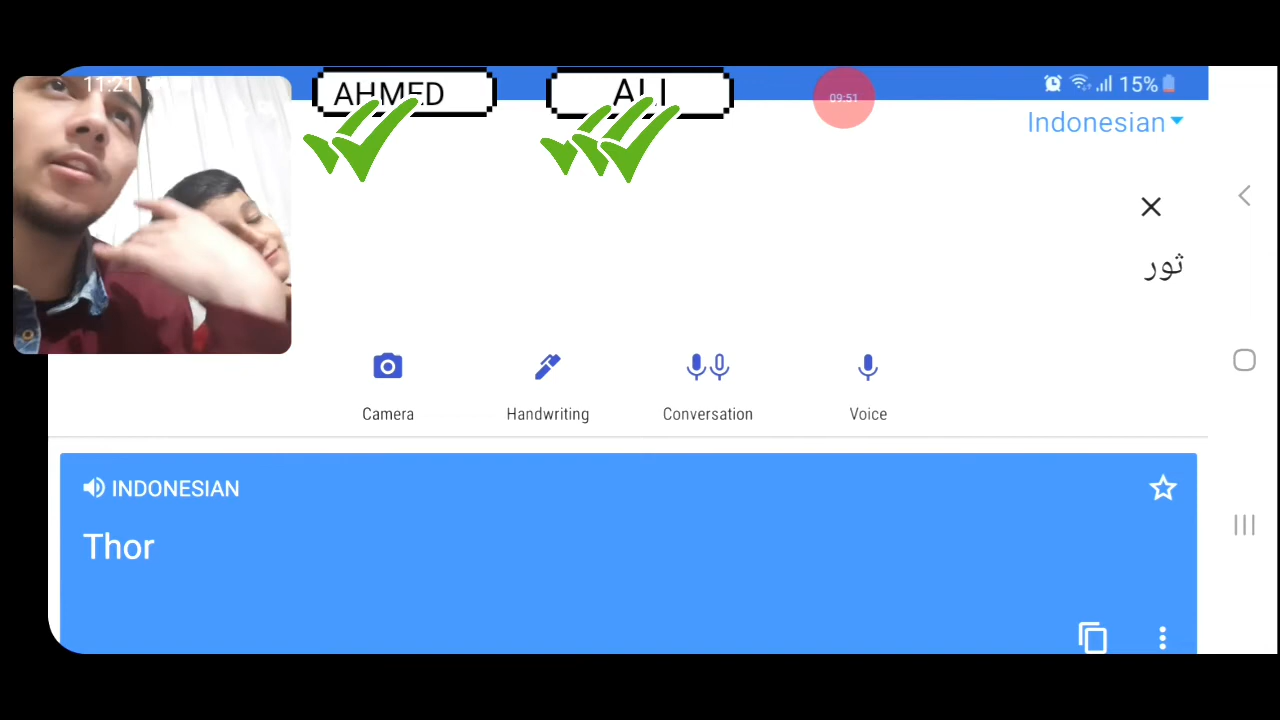 11:21
AHMED
ALI
09:51
15%
Indonesian
ثور
Camera
Handwriting
Conversation
Voice
INDONESIAN
Thor